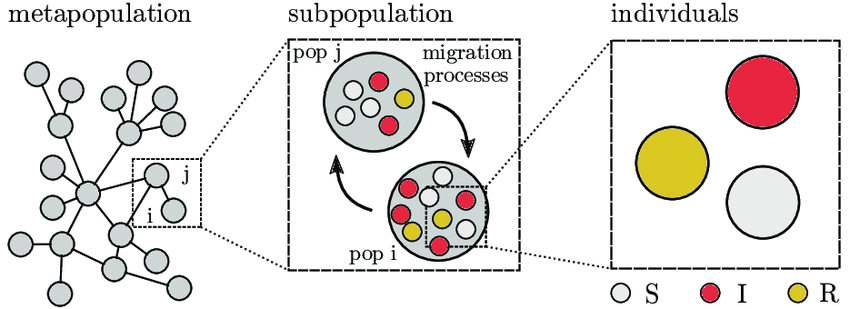 metapopulation
subpopulation
individuals
pop j
migration
processes
j
i
pop i
S
I
R